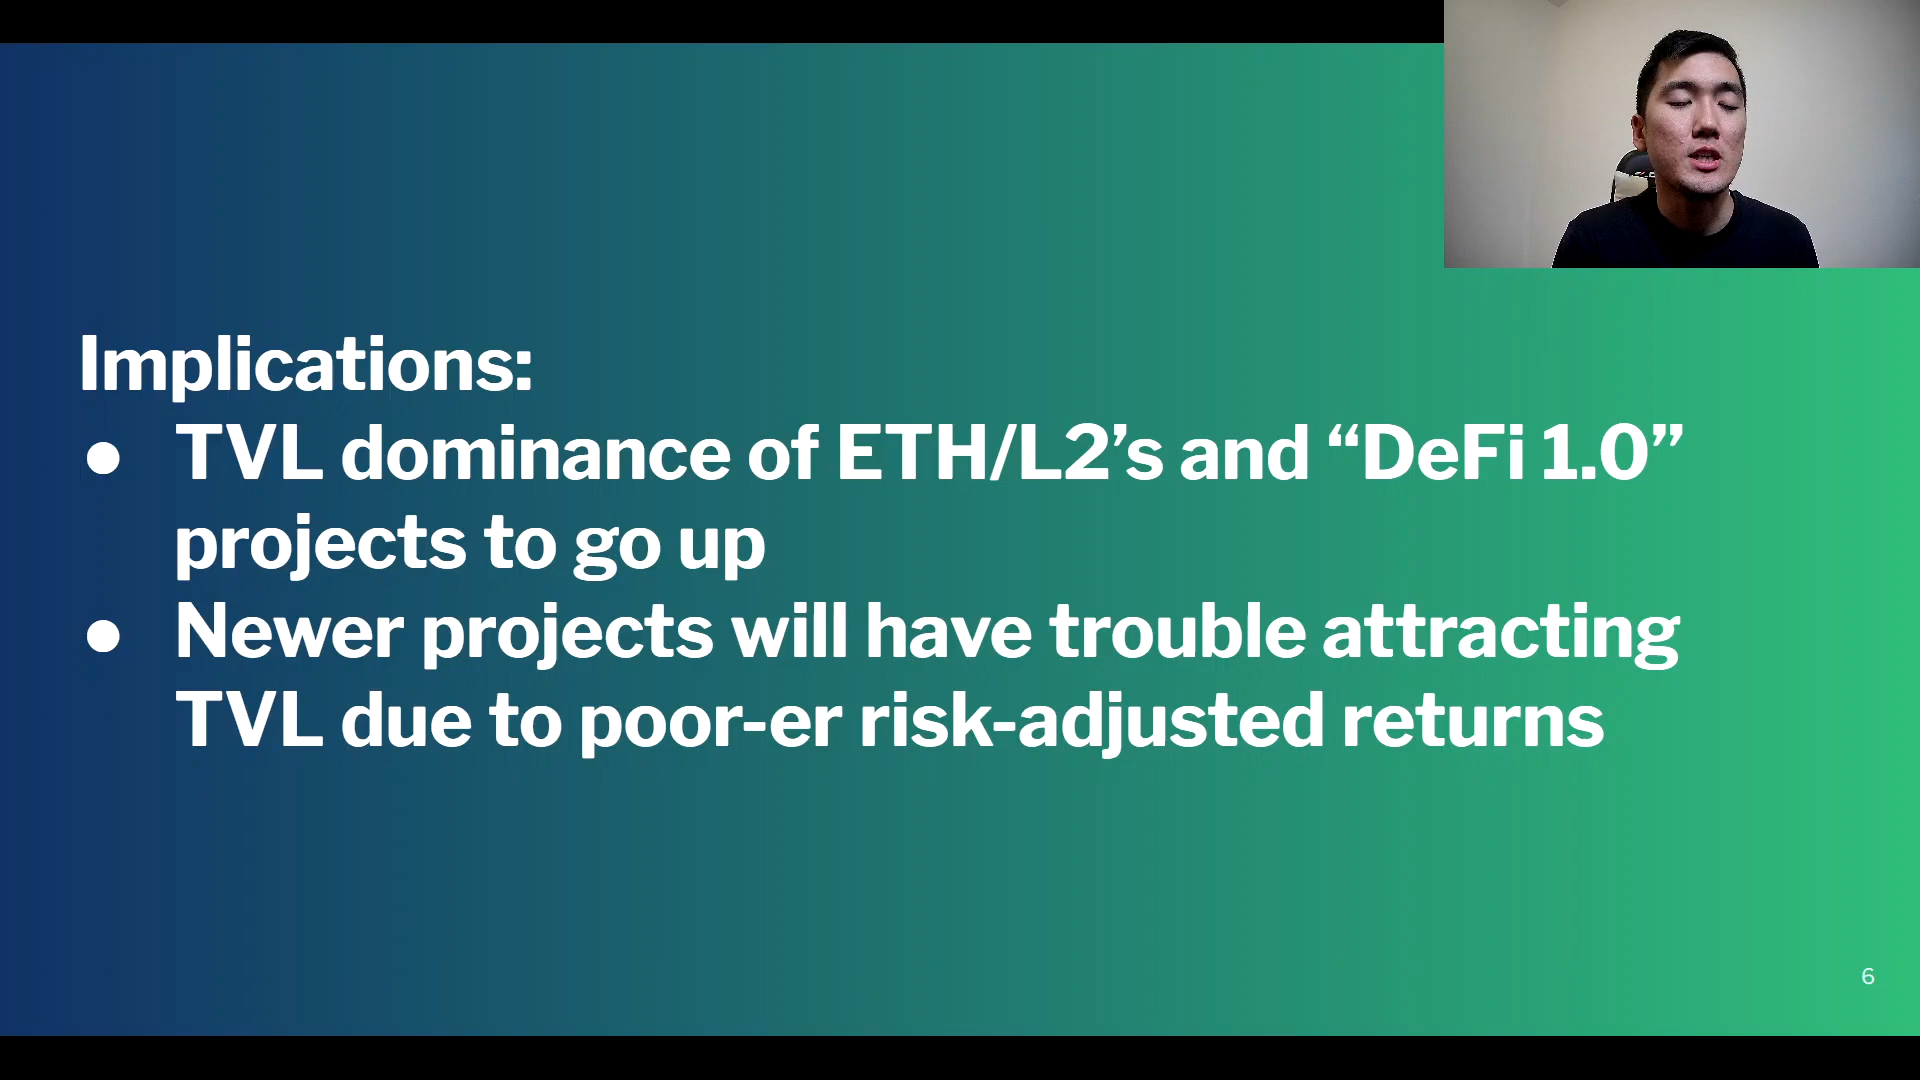 Implications:
● TVL dominance of ETH/L2’s and “DeFi 1.0”
projects to go up
● Newer projects will have trouble attracting
TVL due to poor-er risk-adjusted returns
6